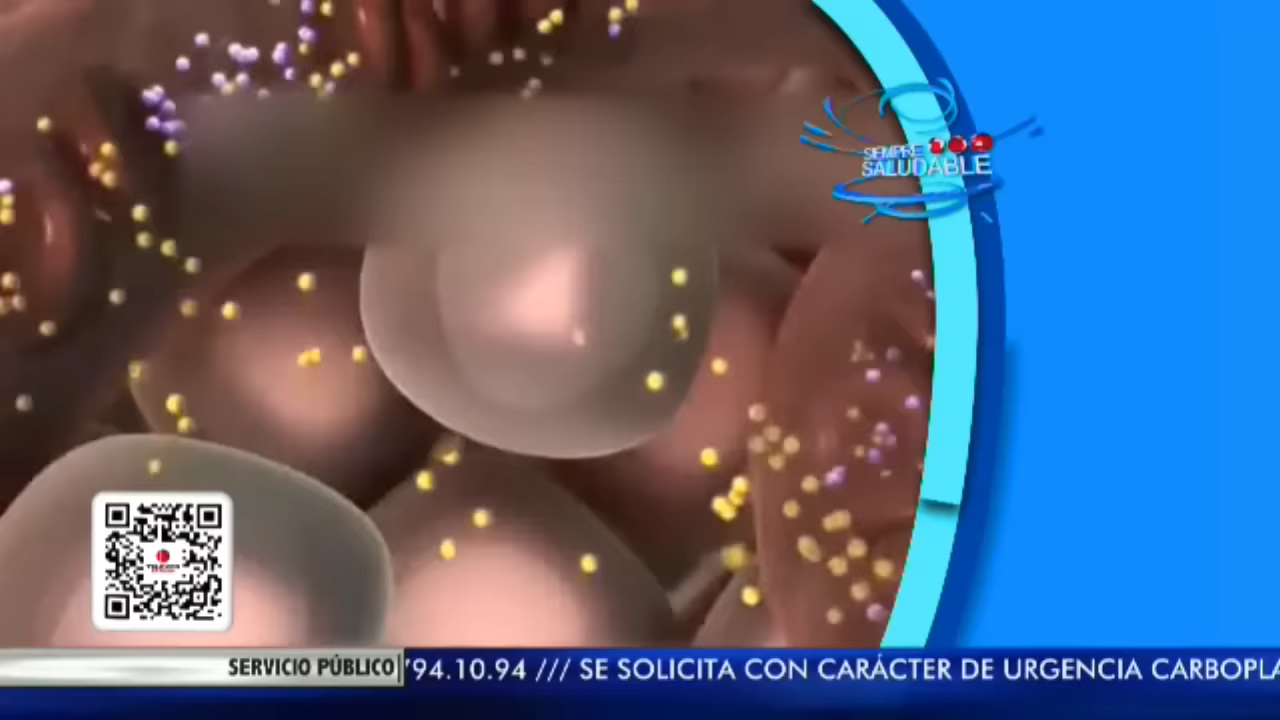 SIEMPRE
SALUDABLE
SERVICIO PÚBLICO
794.10.94 /// SE SOLICITA CON CARÁCTER DE URGENCIA CARBOPLA